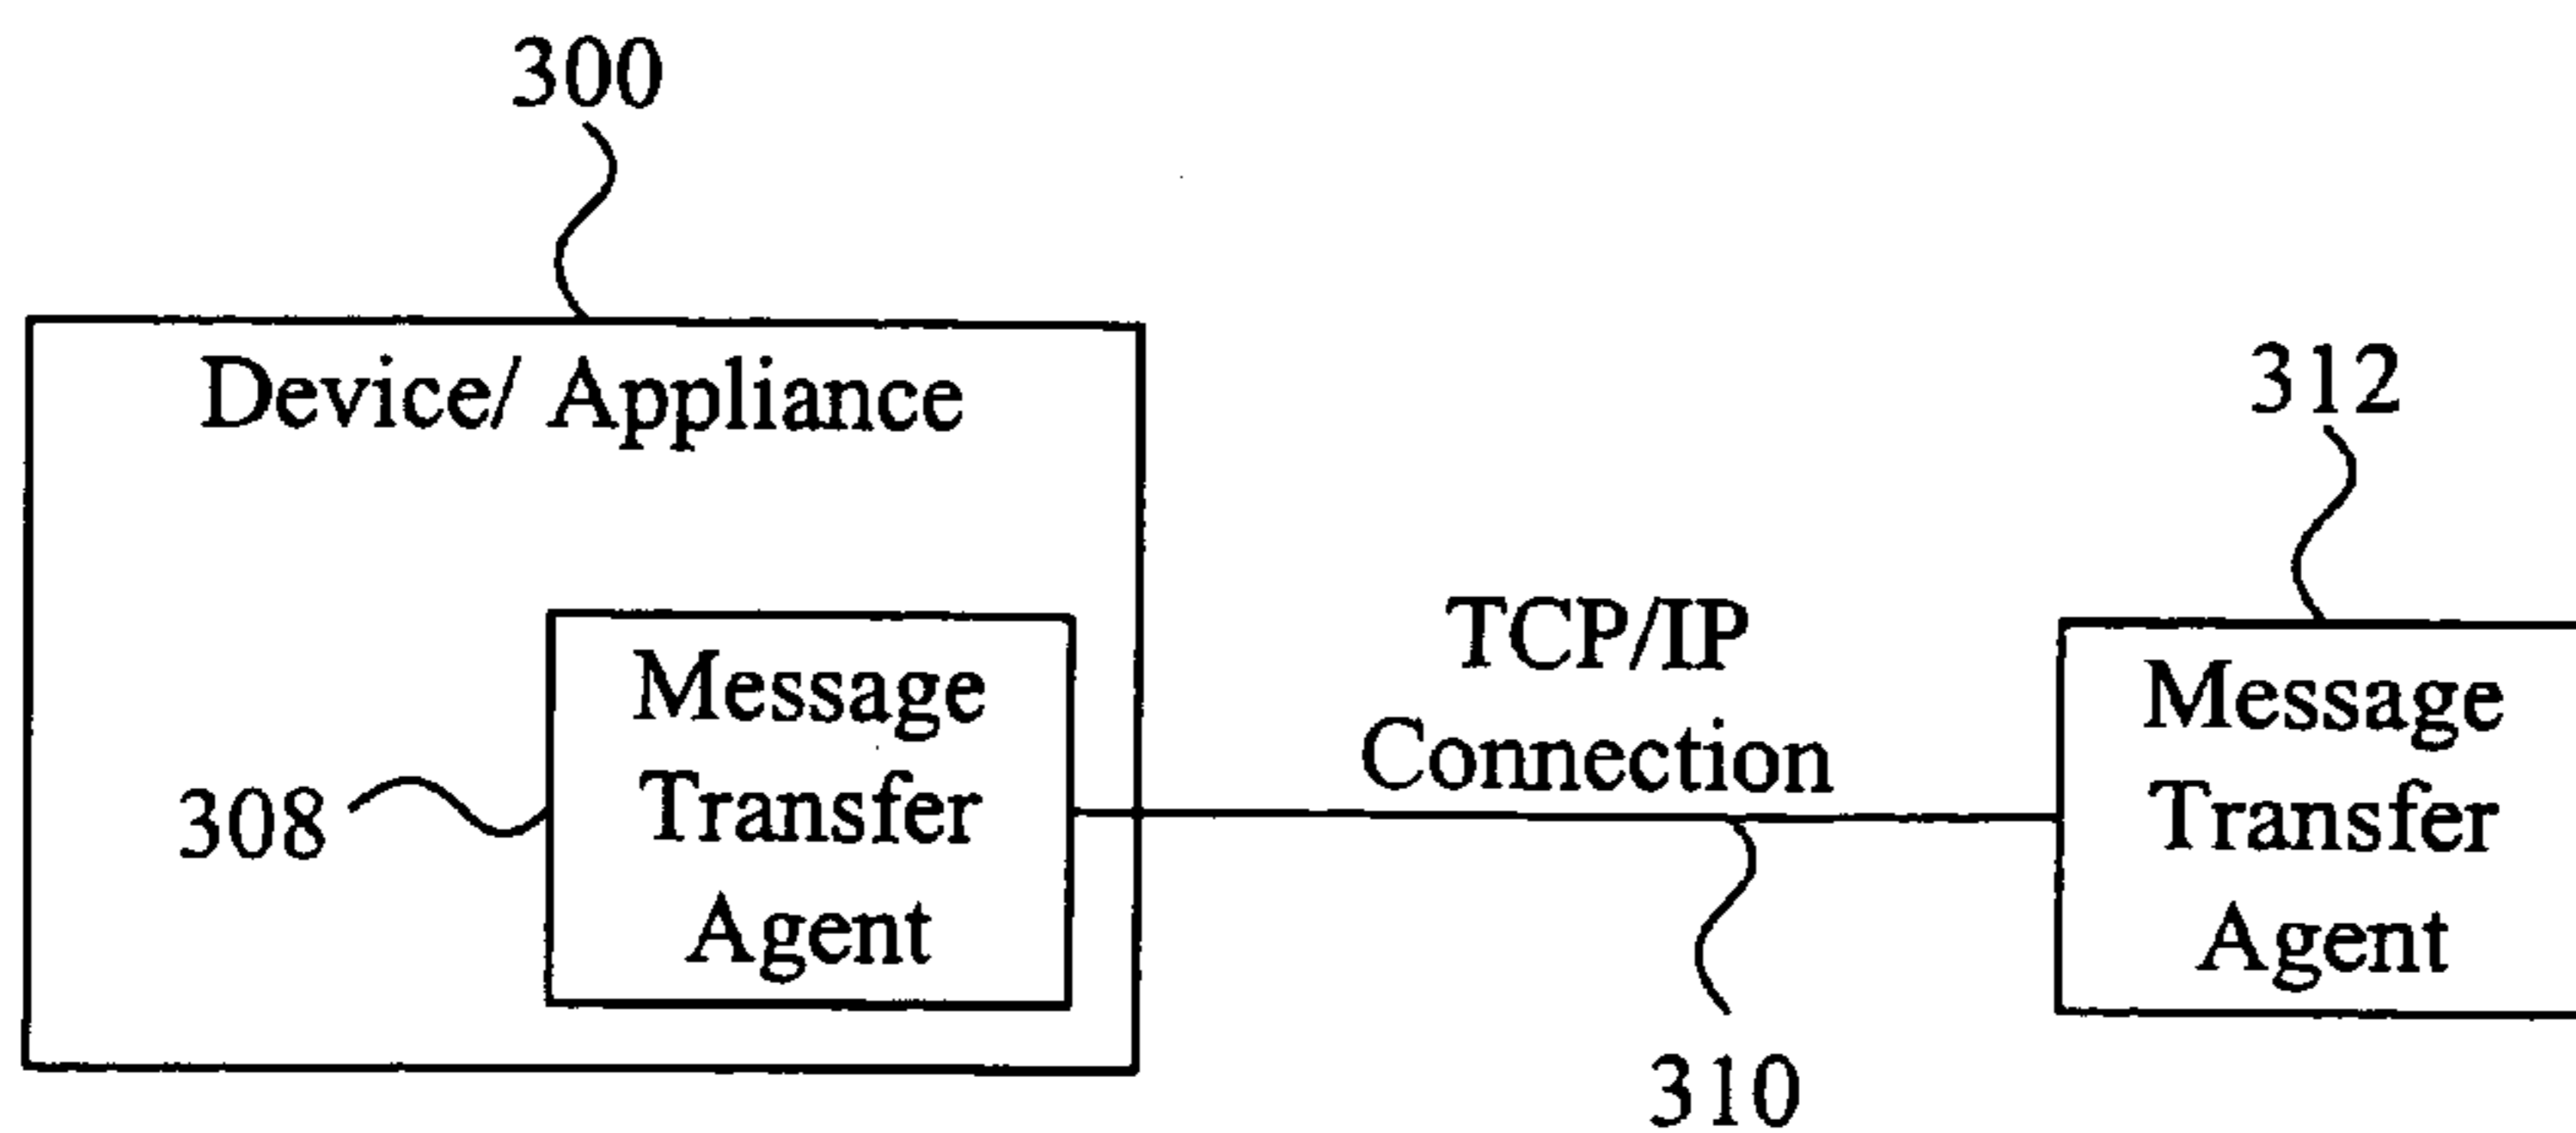 300
Device/ Appliance
312
TCP/IP
Connection
Message
Transfer
Agent
308
Message
Transfer
Agent
310